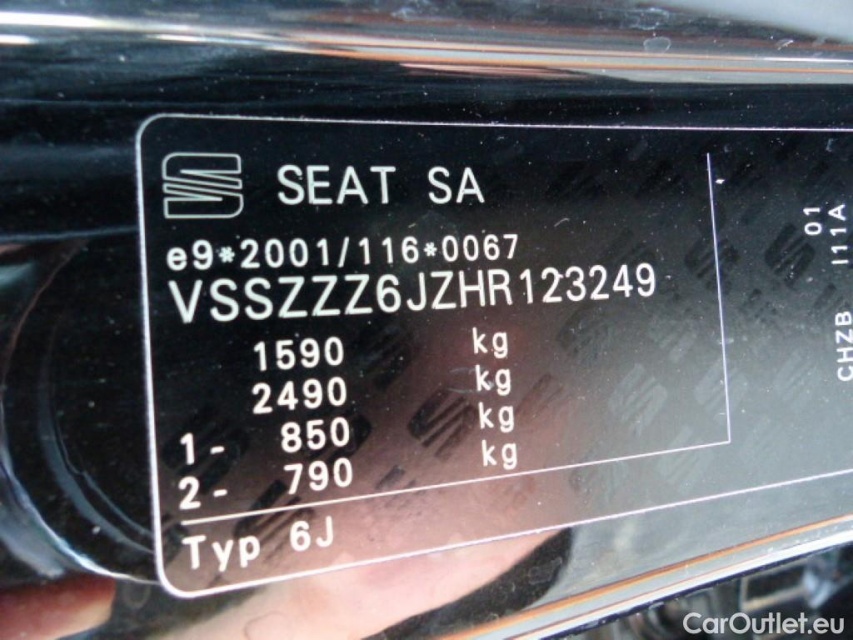 SEAT SA
e9*2001/116*0067
VSSZZZ6JZHR123249
1590 kg
2490 kg
1- 850 kg
2- 790 kg
Typ 6J
01
I11A
CHZB
CarOutlet.eu